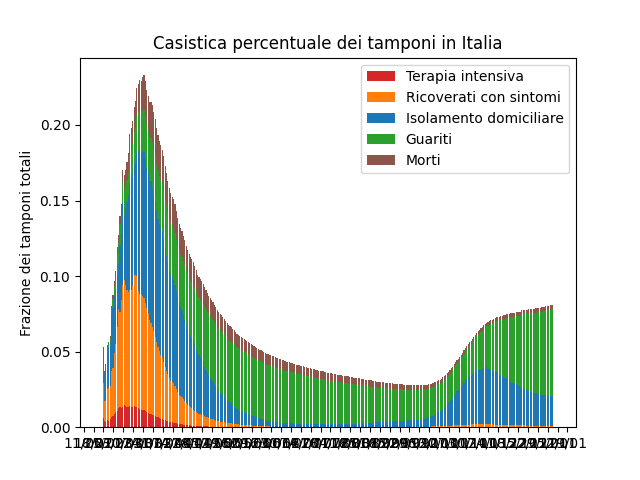 Casistica percentuale dei tamponi in Italia
Terapia intensiva
Ricoverati con sintomi
Isolamento domiciliare
Guariti
Morti
Frazione dei tamponi totali
0.20
0.15
0.10
0.05
0.00